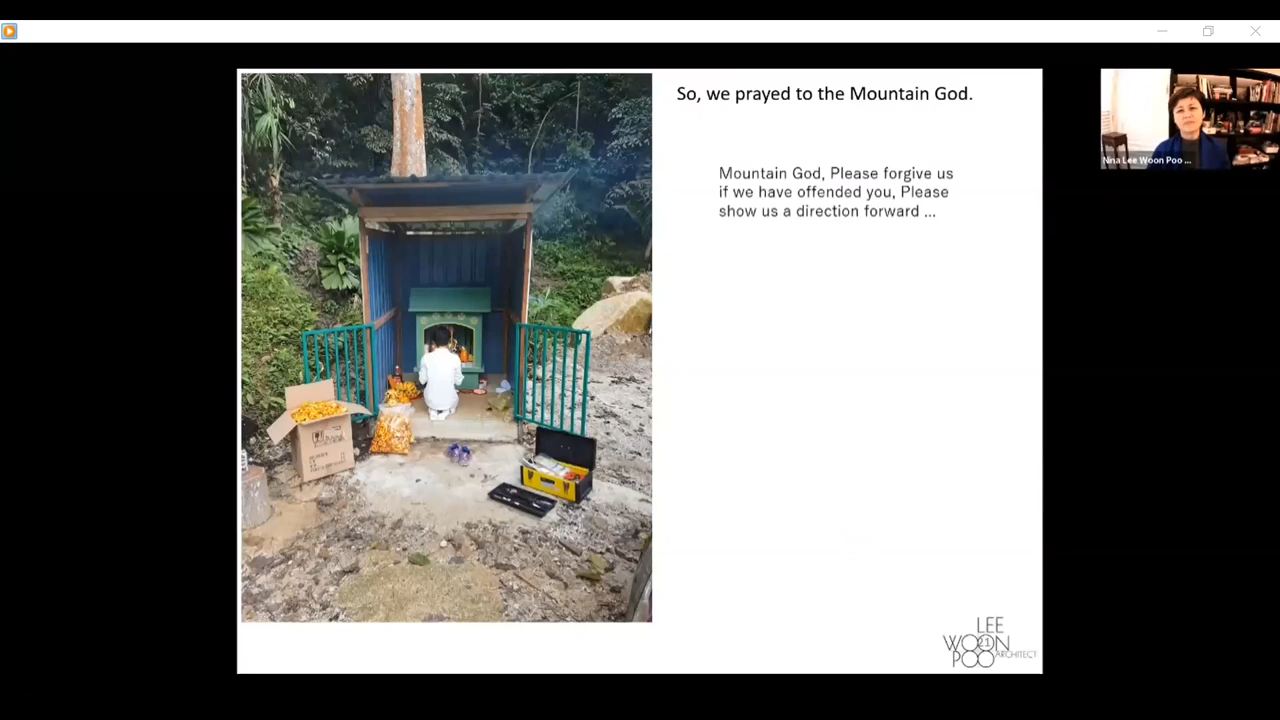 So, we prayed to the Mountain God.
Mountain God, Please forgive us
if we have offended you, Please
show us a direction forward ...
Nina Lee Woon Poo ...
LEE
WOON
21
POO ARCHITECT